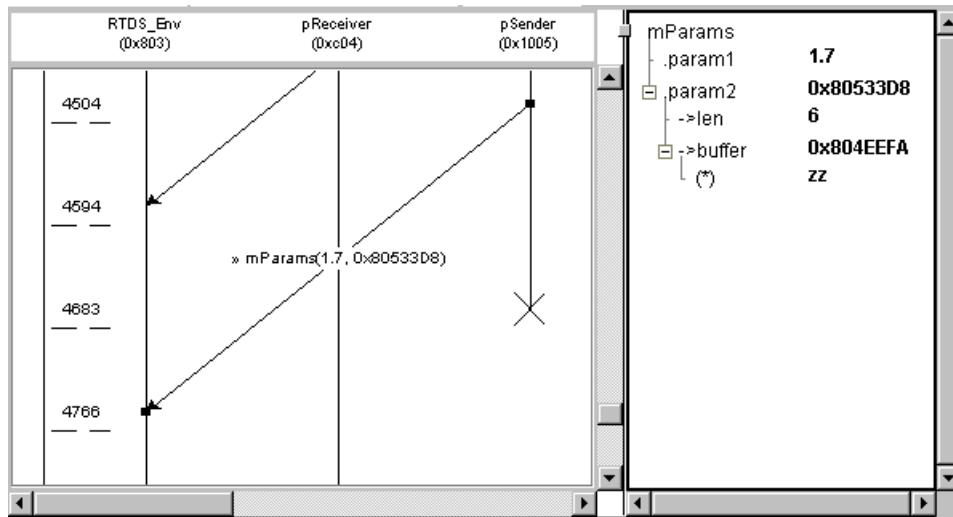 RTDS_Env
(0x803)
pReceiver
(0xc04)
pSender
(0x1005)
4504
4594
» mParams(1.7, 0x80533D8)
4683
4766
mParams
.param1 1.7
.param2 0x80533D8
->len 6
->buffer 0x804EEFA
(*) zz